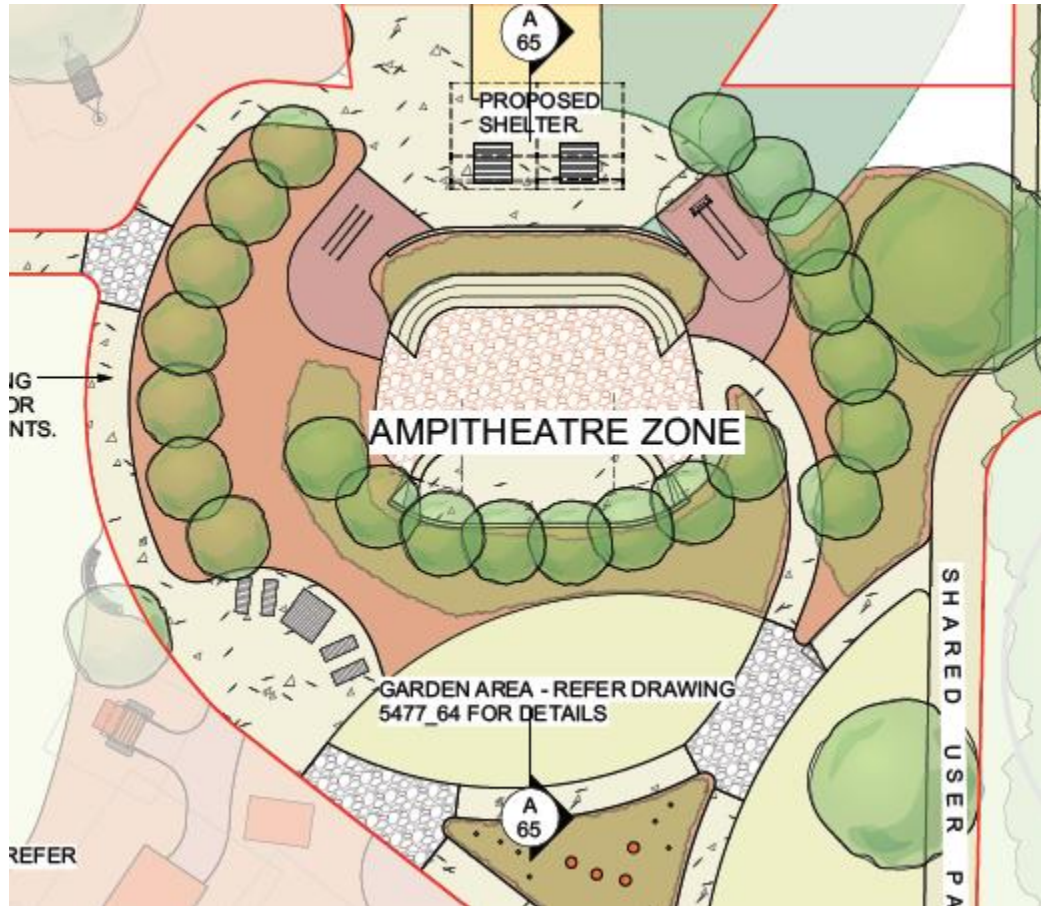 A
65
PROPOSED
SHELTER.
NG
OR
NTS.
AMPITHEATRE ZONE
GARDEN AREA - REFER DRAWING
5477_64 FOR DETAILS
SHARED USER PA
A
65
REFER